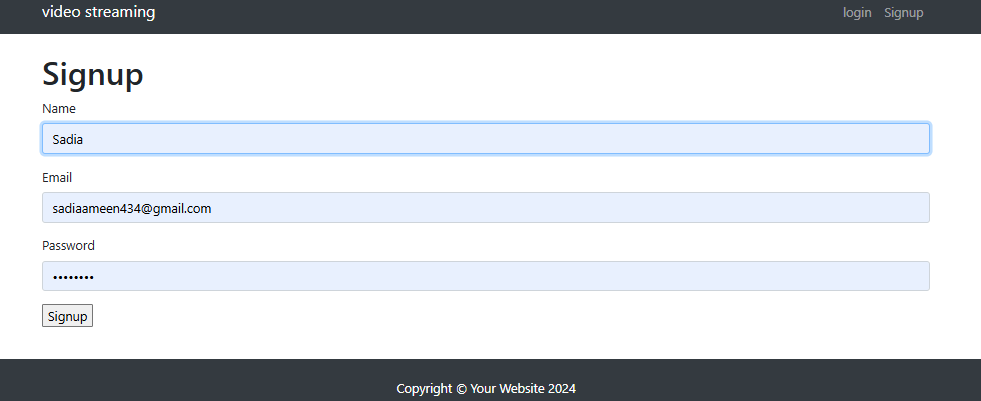 video streaming login Signup
Signup
Name
Sadia
Email
sadiaameen434@gmail.com
Password
••••••••
Signup
Copyright © Your Website 2024